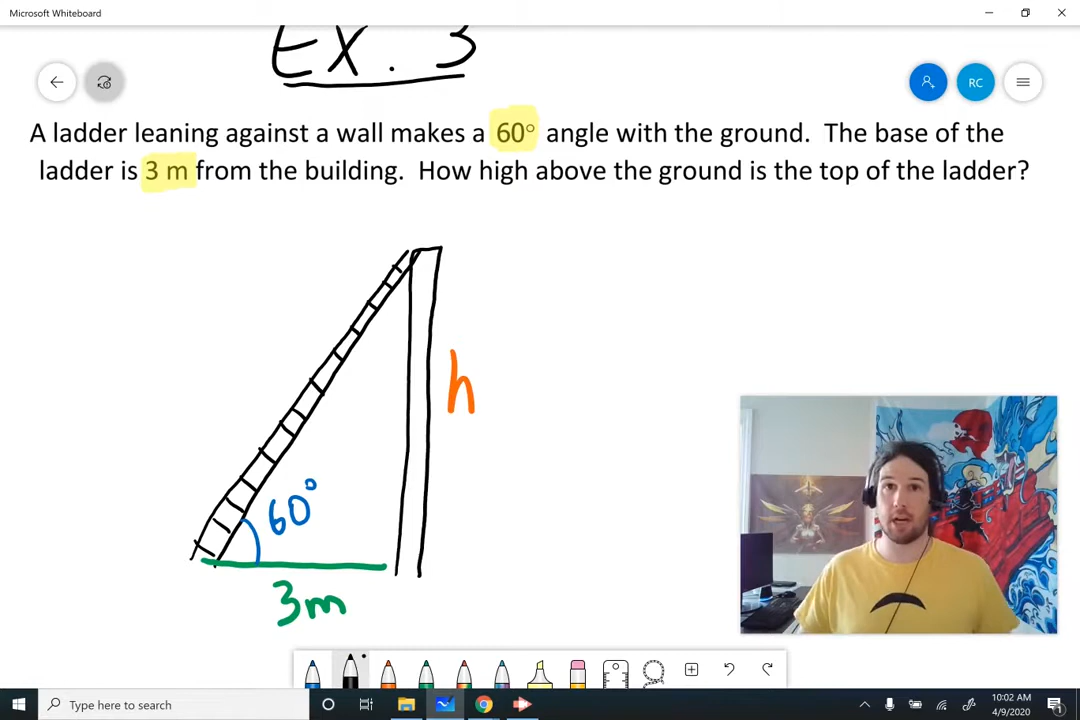 Microsoft Whiteboard
Ex. 3
RC
A ladder leaning against a wall makes a 60° angle with the ground. The base of the
ladder is 3 m from the building. How high above the ground is the top of the ladder?
h
60°
3m
Type here to search
10:02 AM
4/9/2020
1